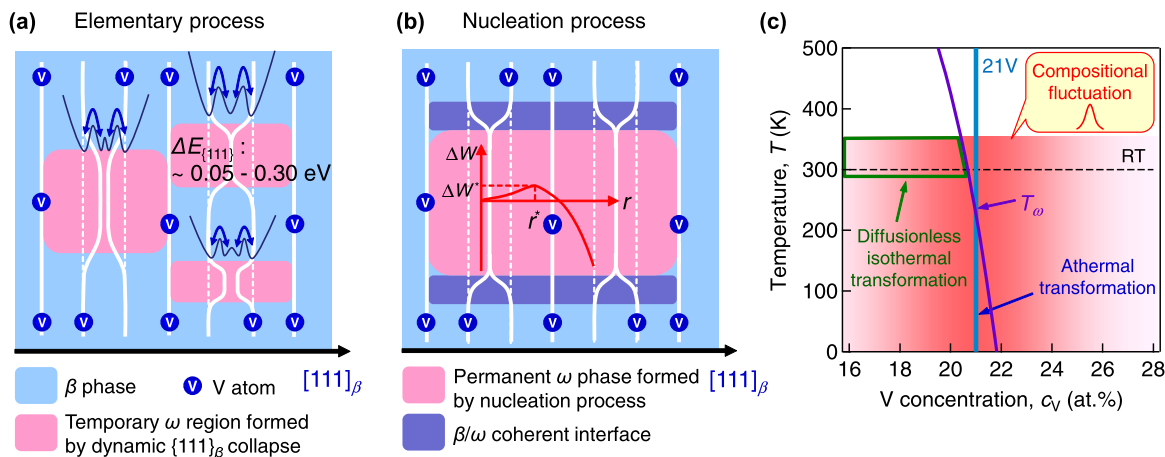 (a) Elementary process
V V V V
ΔE{111} :
~ 0.05 - 0.30 eV
V
V V
V V V V
β phase V V atom [111]β
Temporary ω region formed
by dynamic {111}β collapse
(b) Nucleation process
V V V V
ΔW
ΔW*
r
r*
V V V
V V V V V
Permanent ω phase formed [111]β
by nucleation process
β/ω coherent interface
(c)
500
400
300
200
100
0
Temperature, T (K)
21V
Compositional
fluctuation
RT
Tω
Diffusionless
isothermal
transformation
Athermal
transformation
16 18 20 22 24 26 28
V concentration, cV (at.%)